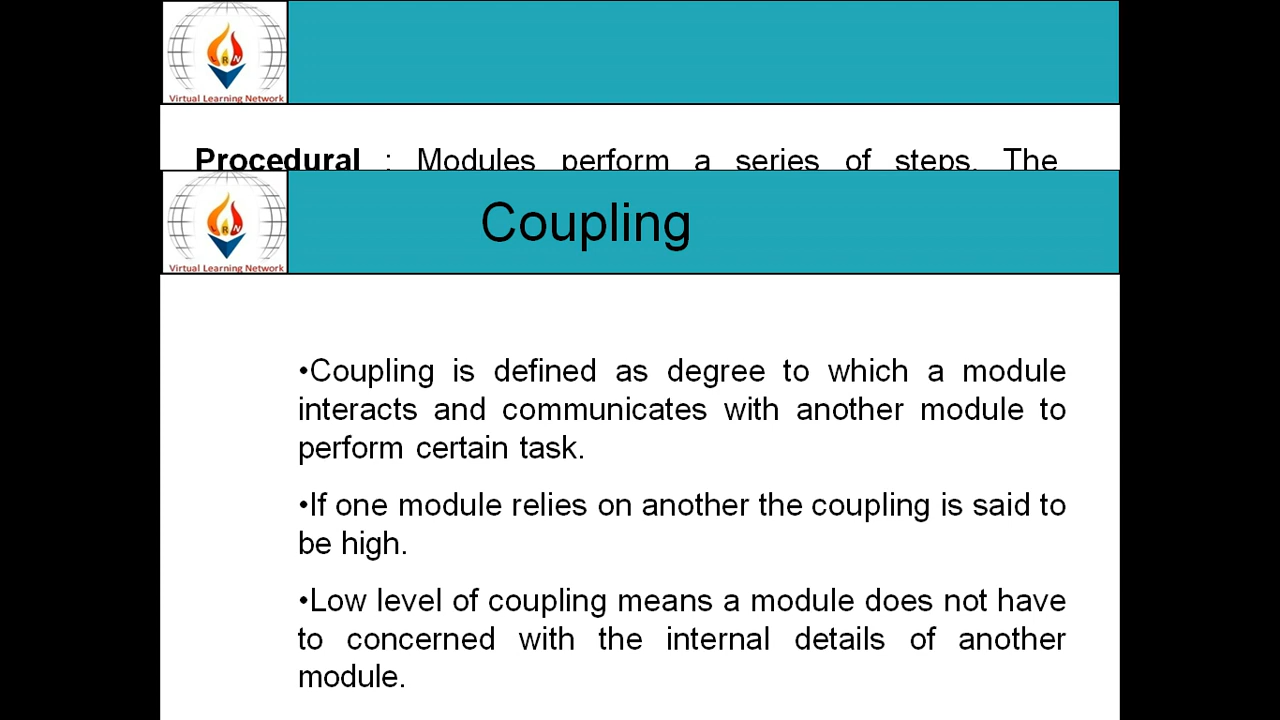 L R N
Virtual Learning Network
Procedural : Modules perform a series of steps. The
L R N
Virtual Learning Network
Coupling
•Coupling is defined as degree to which a module
interacts and communicates with another module to
perform certain task.
•If one module relies on another the coupling is said to
be high.
•Low level of coupling means a module does not have
to concerned with the internal details of another
module.